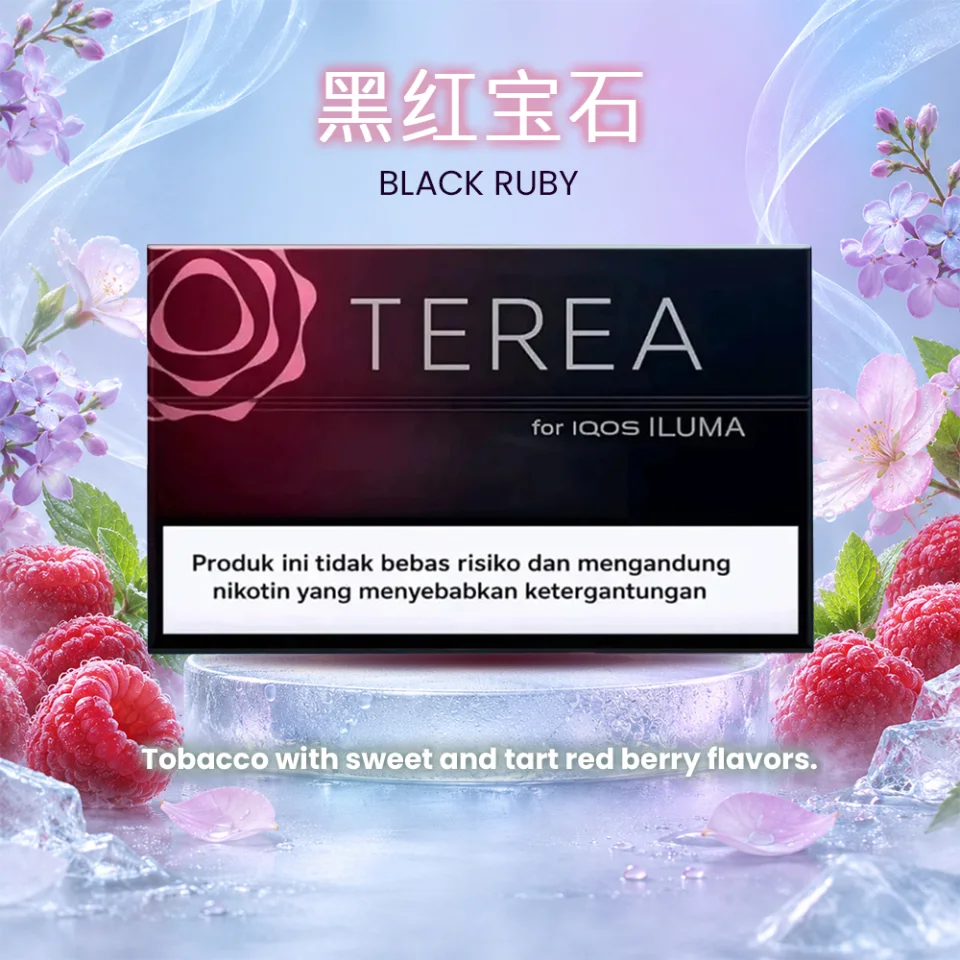 黑红宝石
BLACK RUBY
TEREA
for IQOS ILUMA
Produk ini tidak bebas risiko dan mengandung
nikotin yang menyebabkan ketergantungan
Tobacco with sweet and tart red berry flavors.